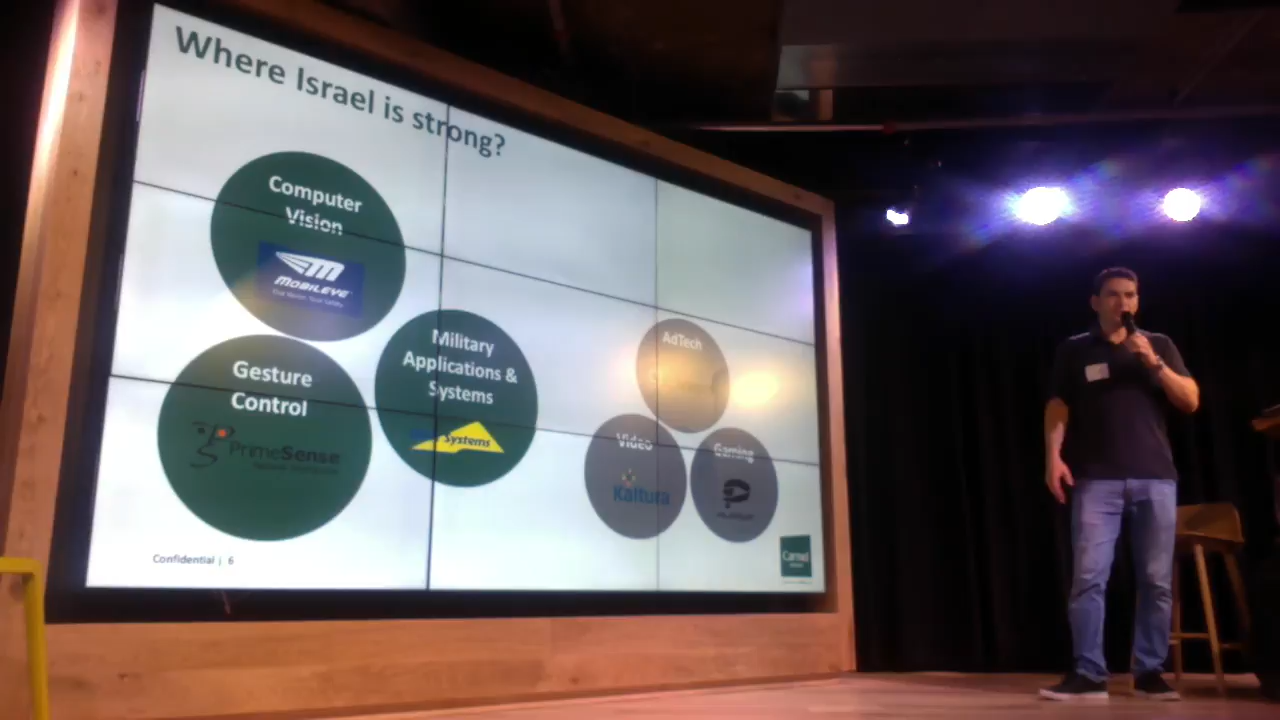 Where Israel is strong?
Computer
Vision
MOBILEYE
Gesture
Control
PrimeSense
Military
Applications &
Systems
Systems
AdTech
Video
Kaltura
Gaming
Confidential | 6
Carmel